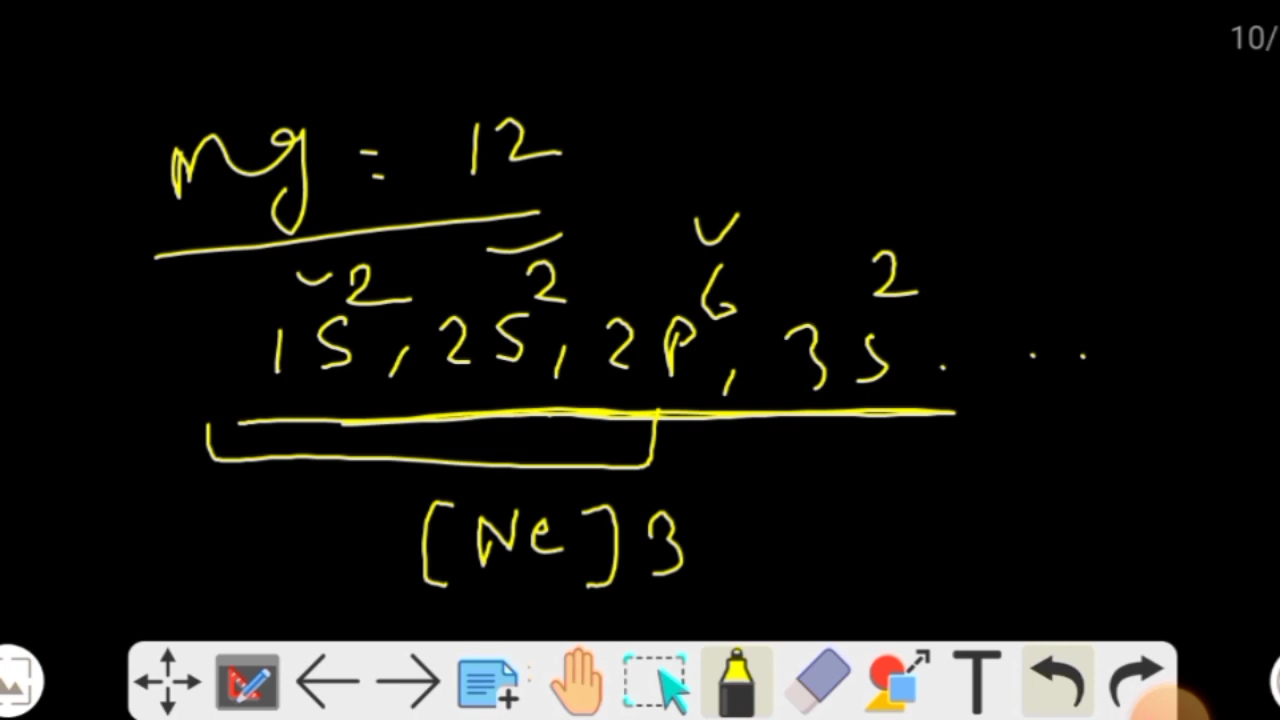 10/
Mg = 12
1s², 2s², 2p⁶, 3s². . .
[Ne] 3
T